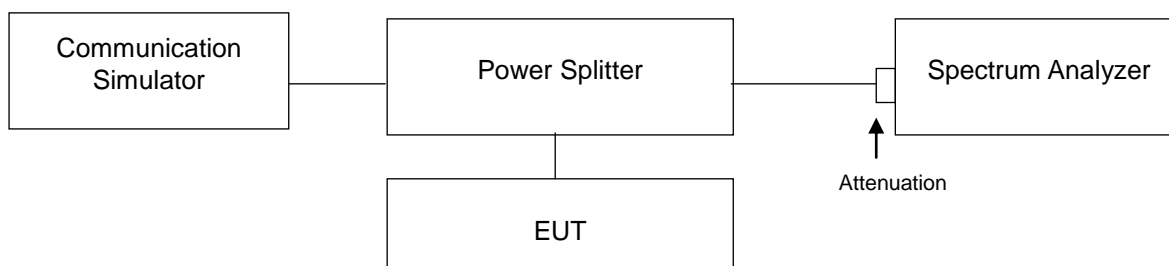 Communication
Simulator
Power Splitter
Spectrum Analyzer
Attenuation
EUT